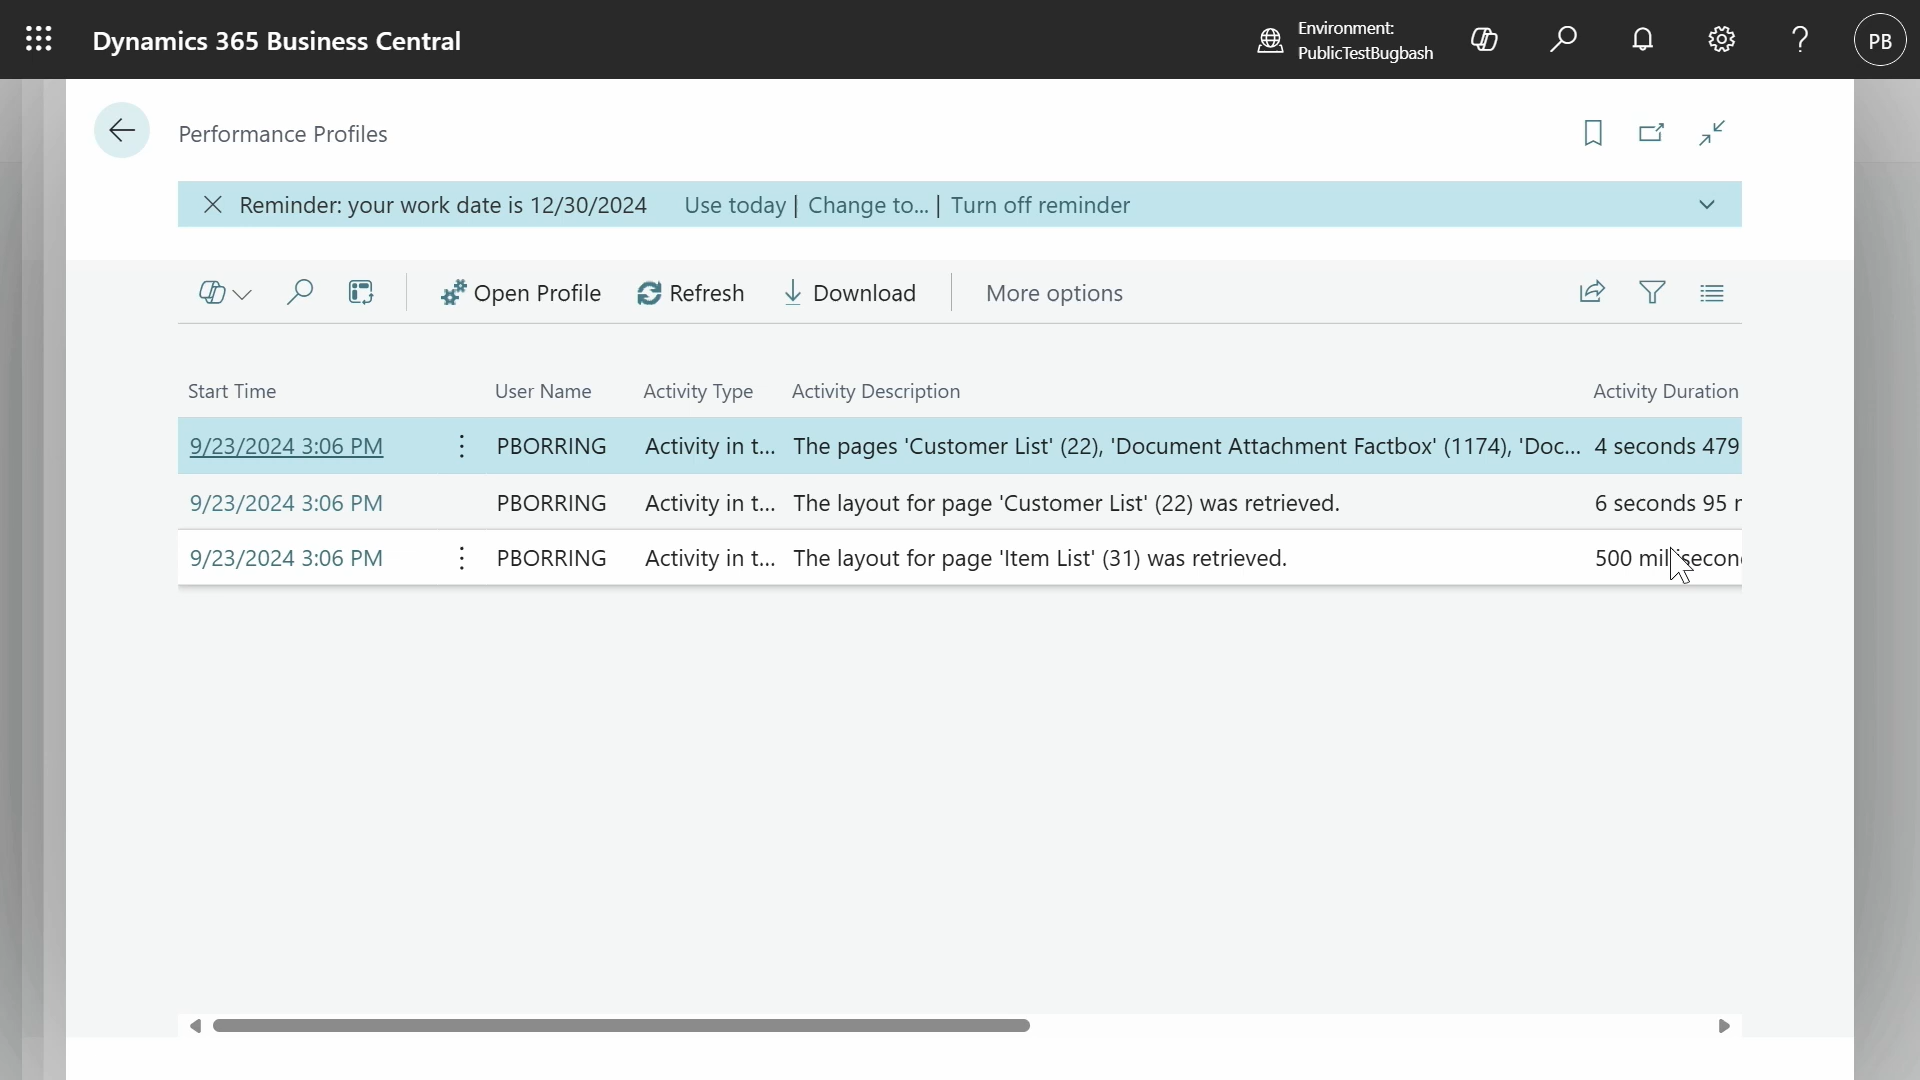 Dynamics 365 Business Central
Environment:
PublicTestBugbash
PB
Performance Profiles
Reminder: your work date is 12/30/2024 Use today | Change to... | Turn off reminder
Open Profile Refresh Download More options
Start Time User Name Activity Type Activity Description Activity Duration
9/23/2024 3:06 PM PBORRING Activity in t... The pages 'Customer List' (22), 'Document Attachment Factbox' (1174), 'Doc... 4 seconds 479
9/23/2024 3:06 PM PBORRING Activity in t... The layout for page 'Customer List' (22) was retrieved. 6 seconds 95
9/23/2024 3:06 PM PBORRING Activity in t... The layout for page 'Item List' (31) was retrieved. 500